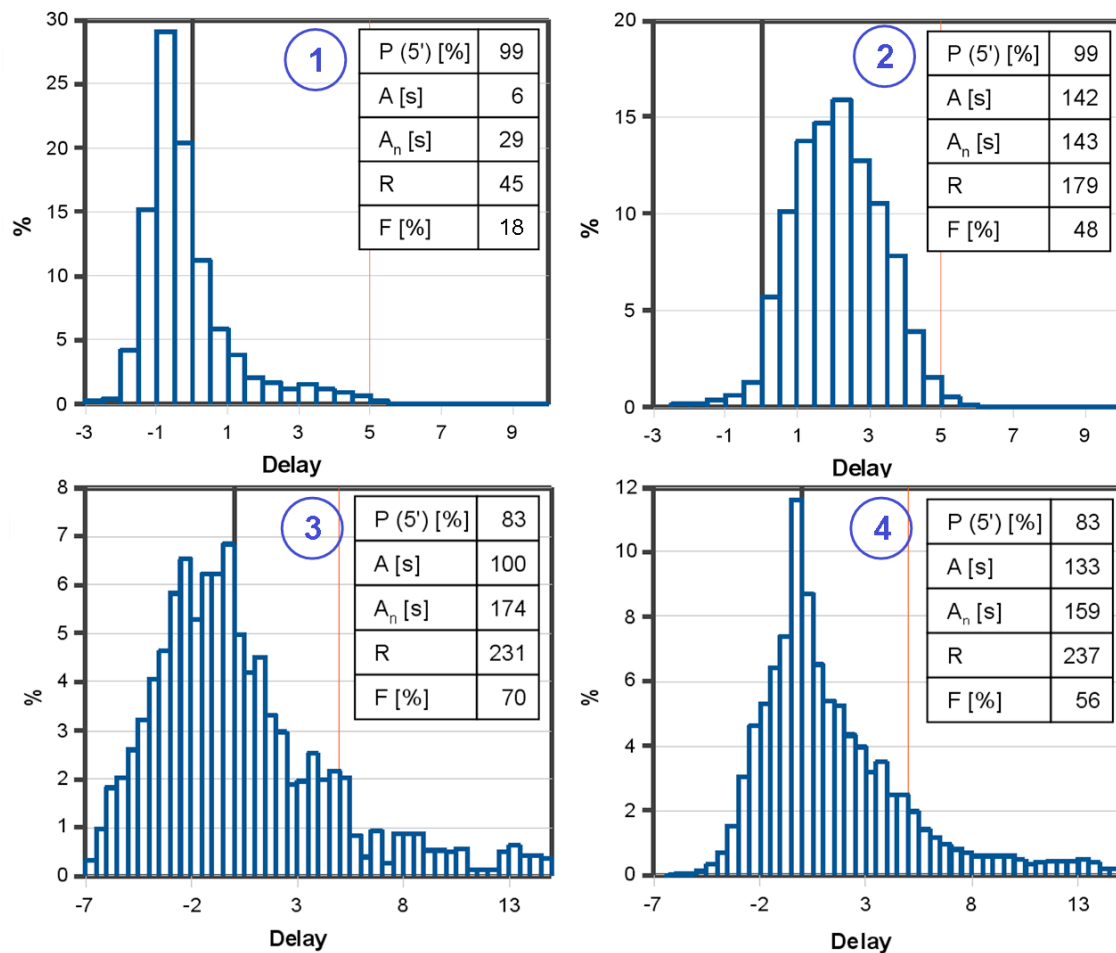 30
25
20
15
10
5
0
%
-3 -1 1 3 5 7 9
Delay
1
P (5') [%] 99
A [s] 6
An [s] 29
R 45
F [%] 18
20
15
10
5
0
%
-3 -1 1 3 5 7 9
Delay
2
P (5') [%] 99
A [s] 142
An [s] 143
R 179
F [%] 48
8
7
6
5
4
3
2
1
0
%
-7 -2 3 8 13
Delay
3
P (5') [%] 83
A [s] 100
An [s] 174
R 231
F [%] 70
12
10
8
6
4
2
0
%
-7 -2 3 8 13
Delay
4
P (5') [%] 83
A [s] 133
An [s] 159
R 237
F [%] 56